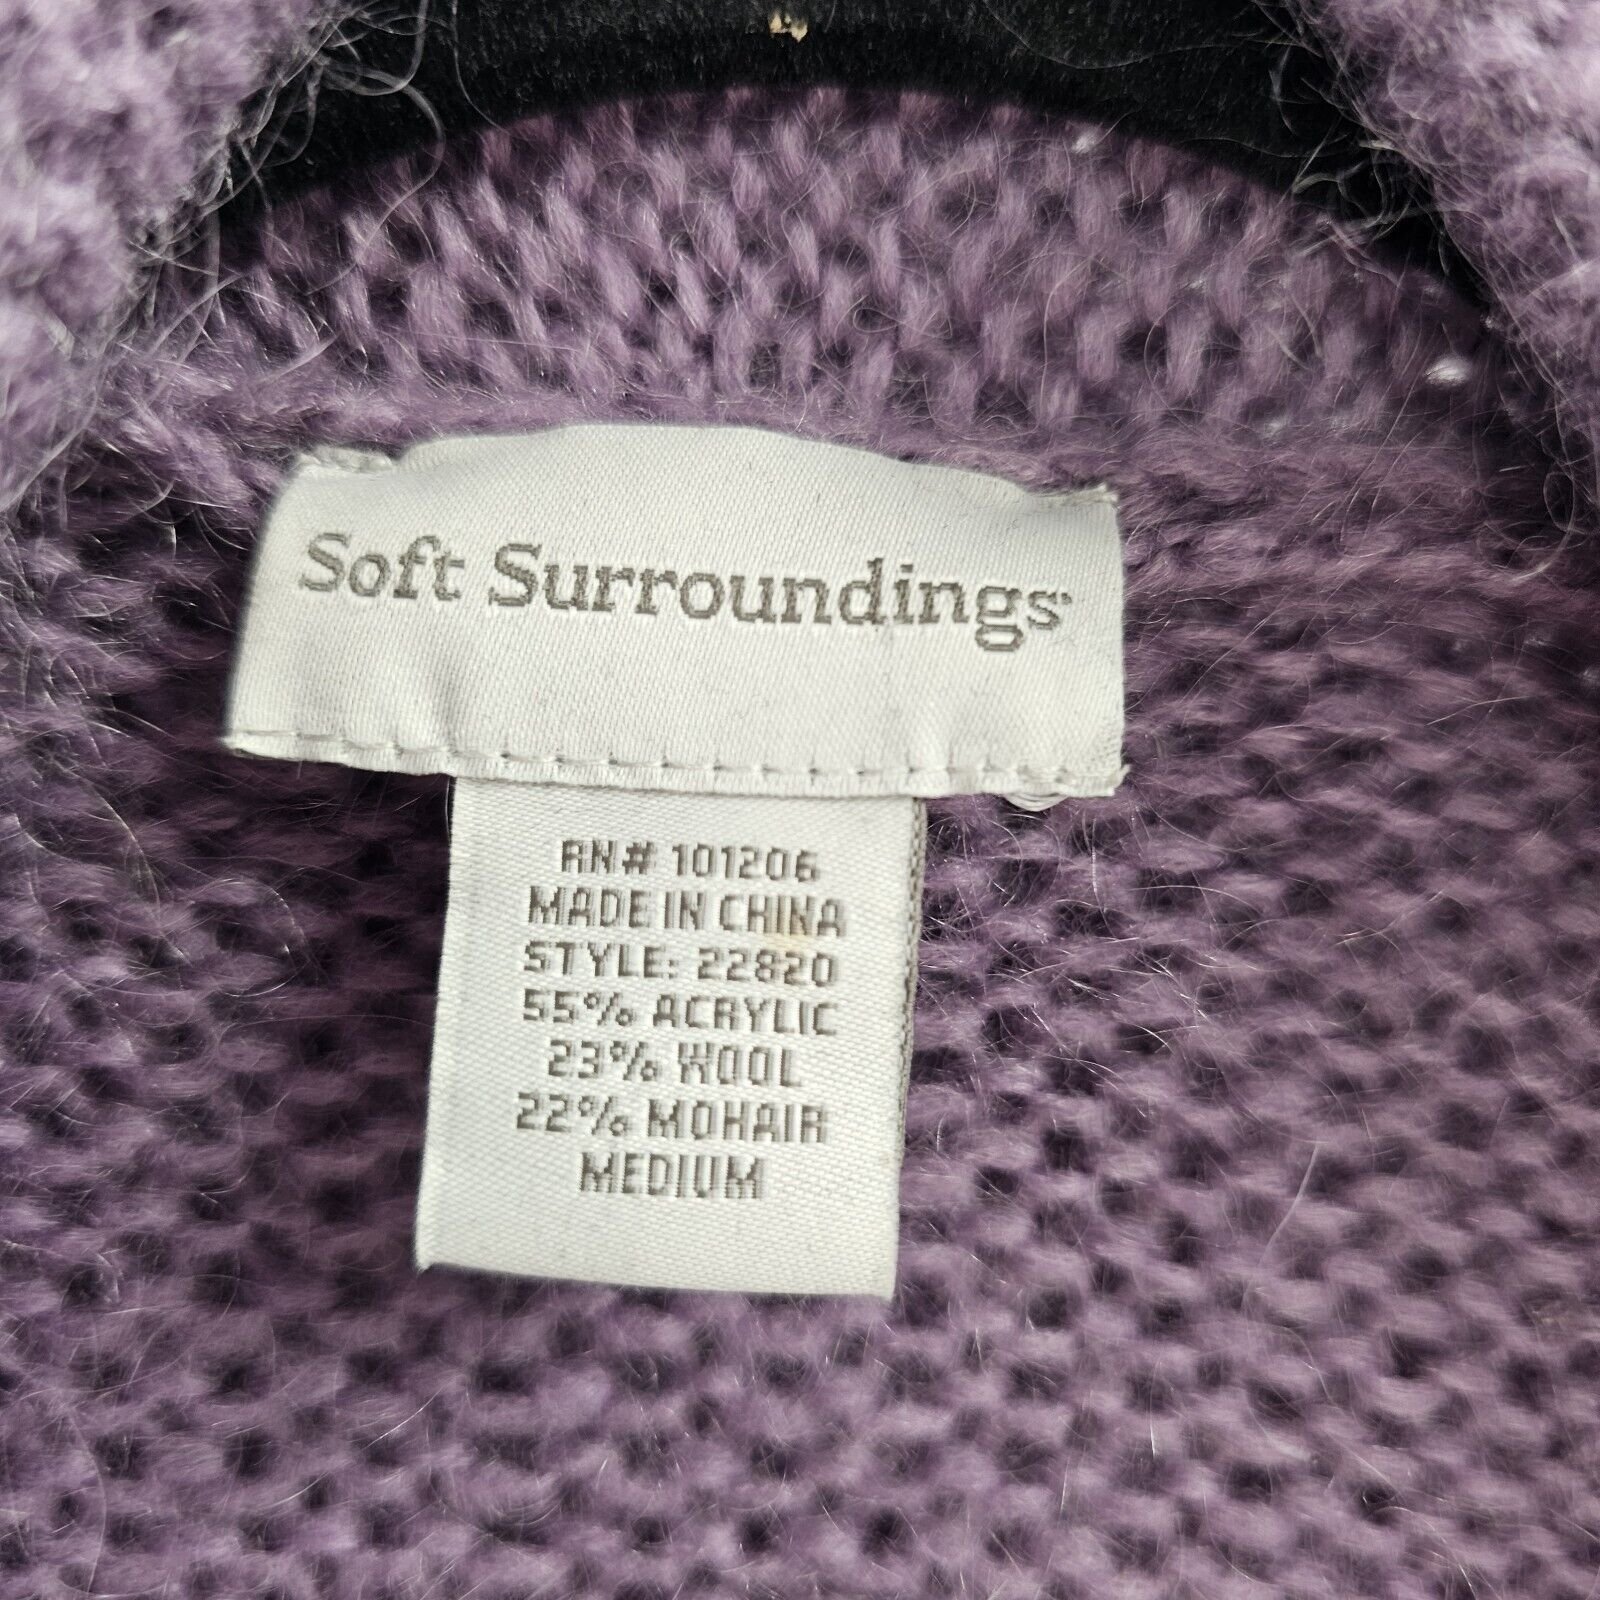 Soft Surroundings
RN# 101206
MADE IN CHINA
STYLE: 22820
55% ACRYLIC
23% WOOL
22% MOHAIR
MEDIUM